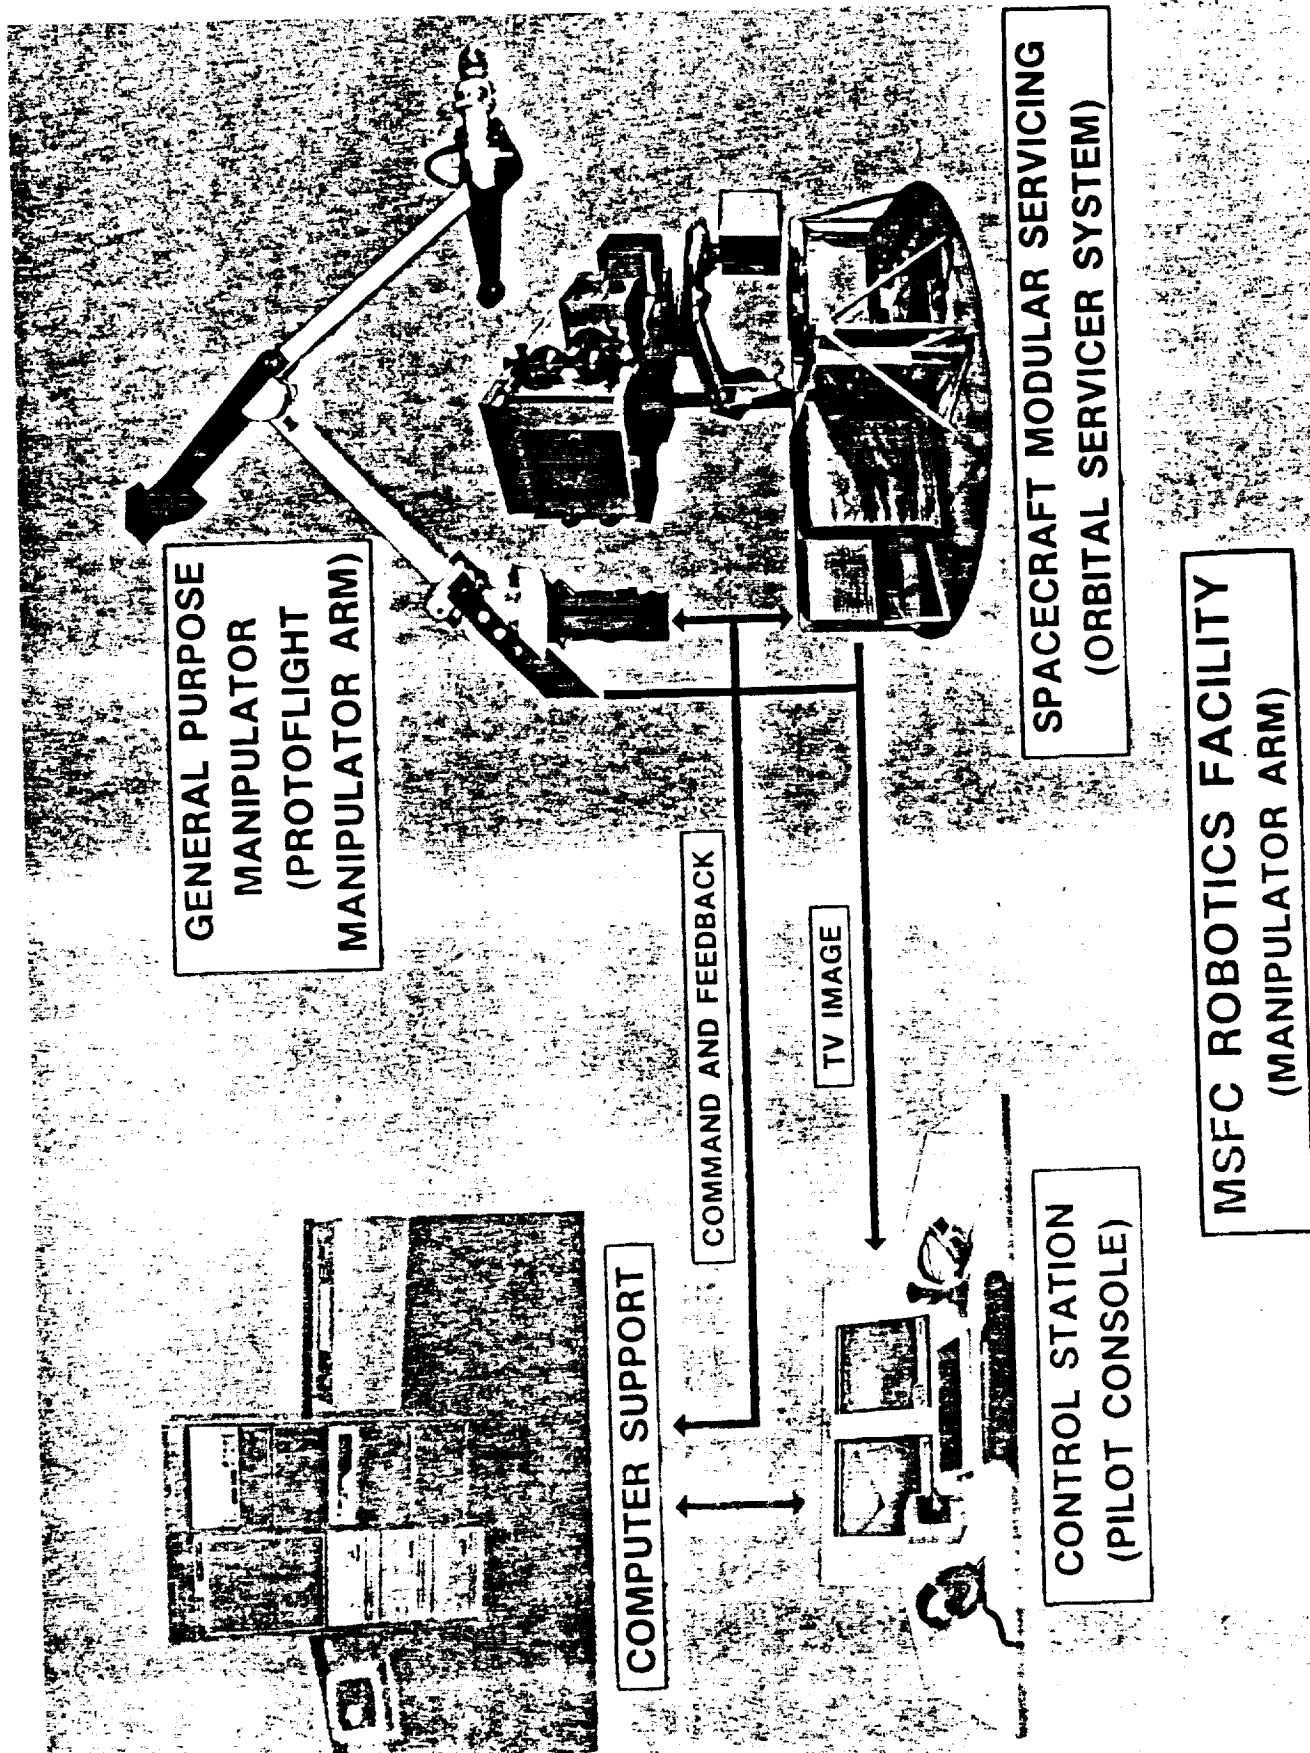 GENERAL PURPOSE
MANIPULATOR
(PROTOFLIGHT
MANIPULATOR ARM)
COMPUTER SUPPORT
COMMAND AND FEEDBACK
TV IMAGE
CONTROL STATION
(PILOT CONSOLE)
SPACECRAFT MODULAR SERVICING
(ORBITAL SERVICER SYSTEM)
MSFC ROBOTICS FACILITY
(MANIPULATOR ARM)